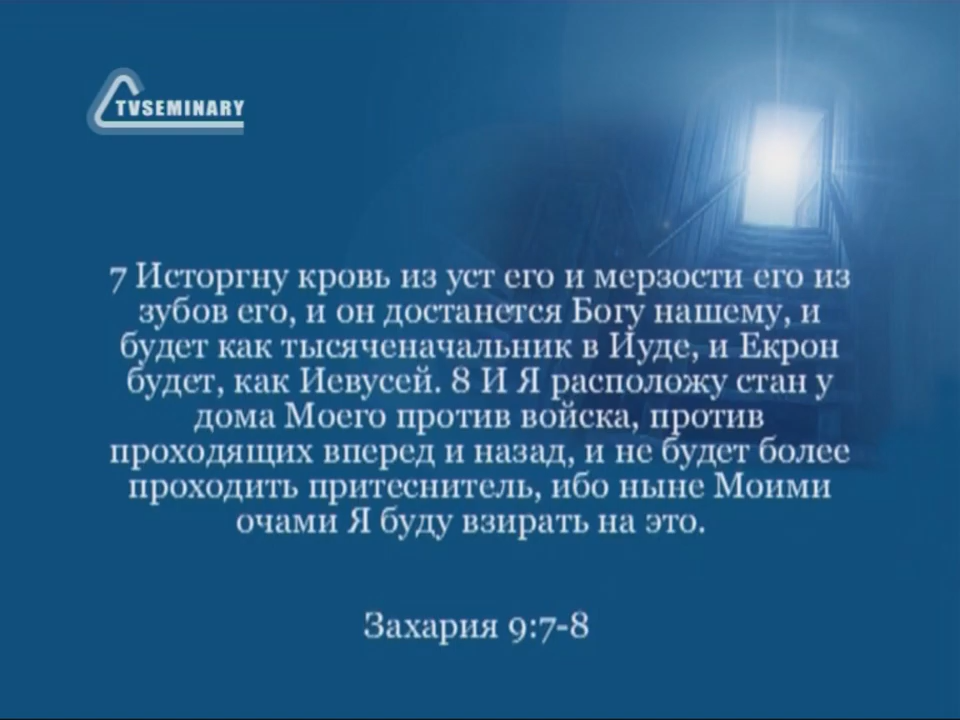 TVSEMINARY
7 Исторгну кровь из уст его и мерзости его из
зубов его, и он достанется Богу нашему, и
будет как тысяченачальник в Иуде, и Екрон
будет, как Иевусей. 8 И Я расположу стан у
дома Моего против войска, против
проходящих вперед и назад, и не будет более
проходить притеснитель, ибо ныне Моими
очами Я буду взирать на это.
Захария 9:7-8